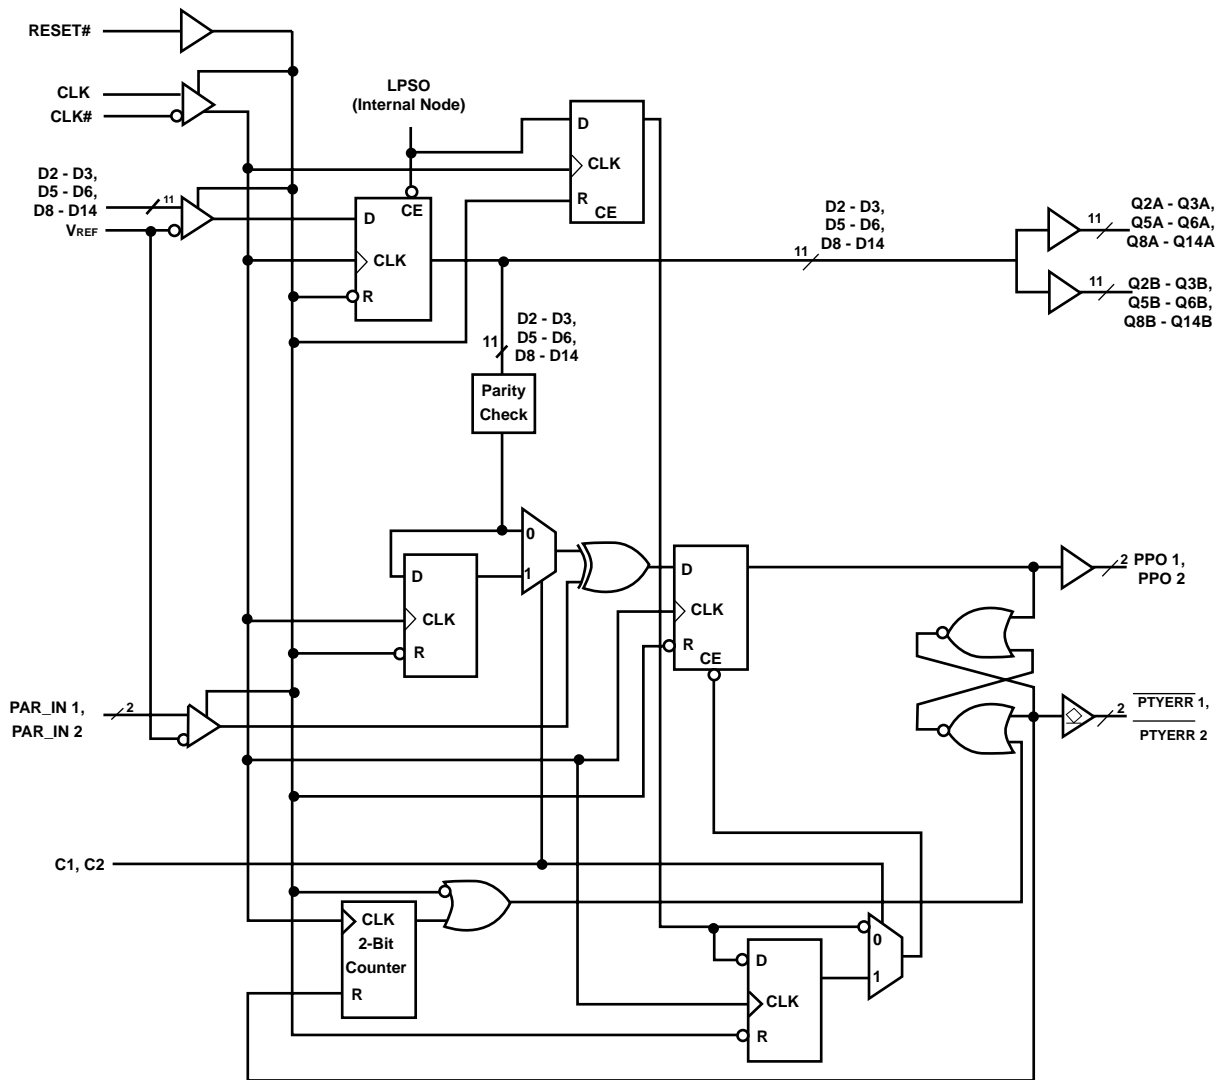 RESET#
CLK
CLK#
LPSO
(Internal Node)
D
CLK
R
CE
D2 - D3,
D5 - D6,
D8 - D14
11
VREF
CE
D
CLK
R
D2 - D3,
D5 - D6,
D8 - D14
11
11
Q2A - Q3A,
Q5A - Q6A,
Q8A - Q14A
11
Q2B - Q3B,
Q5B - Q6B,
Q8B - Q14B
D2 - D3,
D5 - D6,
D8 - D14
11
Parity
Check
0
1
D
CLK
R
D
CLK
R
CE
2
PPO 1,
PPO 2
PAR_IN 1,
PAR_IN 2
2
2
PTYERR 1,
PTYERR 2
C1, C2
CLK
2-Bit
Counter
R
0
1
D
CLK
R